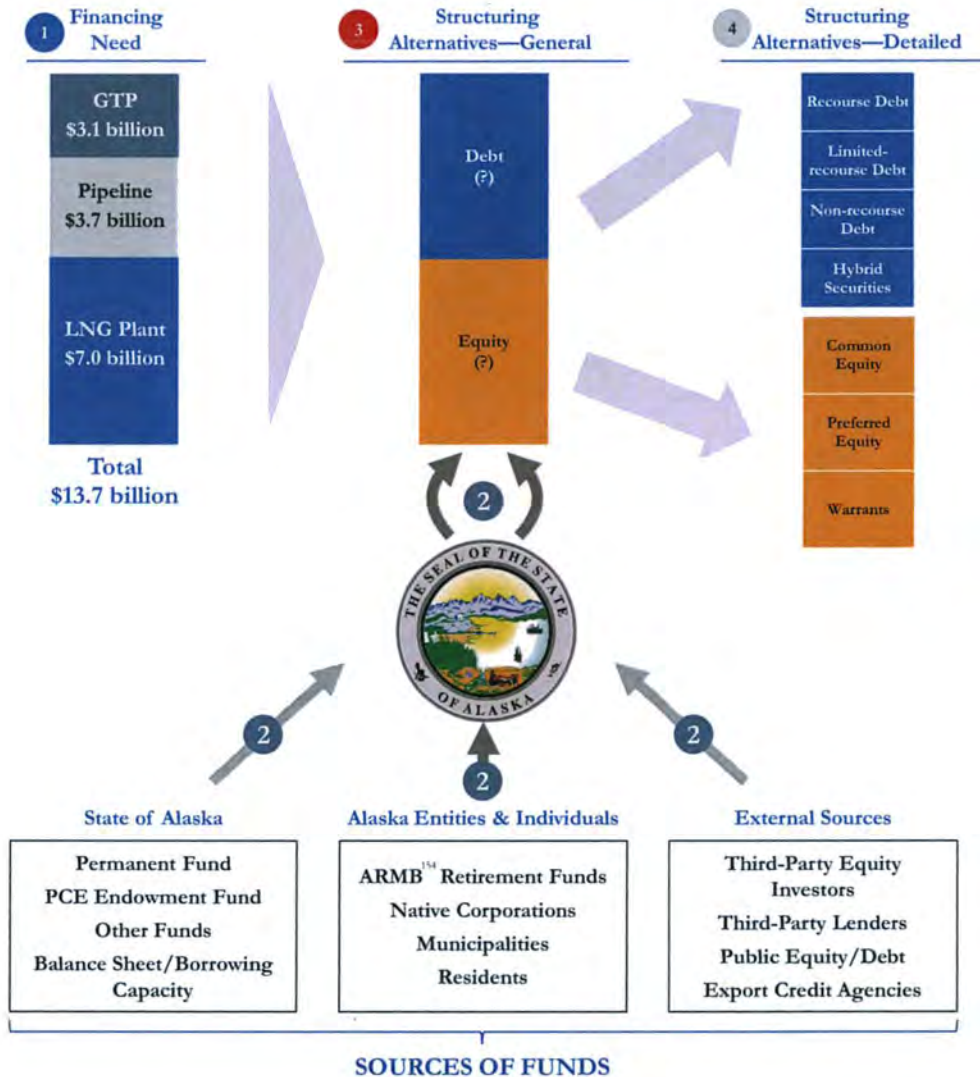 1
Financing
Need
GTP
$3.1 billion
Pipeline
$3.7 billion
LNG Plant
$7.0 billion
Total
$13.7 billion
3
Structuring
Alternatives—General
Debt
(?)
Equity
(?)
4
Structuring
Alternatives—Detailed
Recourse Debt
Limited-
recourse Debt
Non-recourse
Debt
Hybrid
Securities
Common
Equity
Preferred
Equity
Warrants
2
THE SEAL OF THE STATE
OF ALASKA
2
2
2
State of Alaska
Permanent Fund
PCE Endowment Fund
Other Funds
Balance Sheet/Borrowing
Capacity
Alaska Entities & Individuals
ARMB154 Retirement Funds
Native Corporations
Municipalities
Residents
External Sources
Third-Party Equity
Investors
Third-Party Lenders
Public Equity/Debt
Export Credit Agencies
SOURCES OF FUNDS